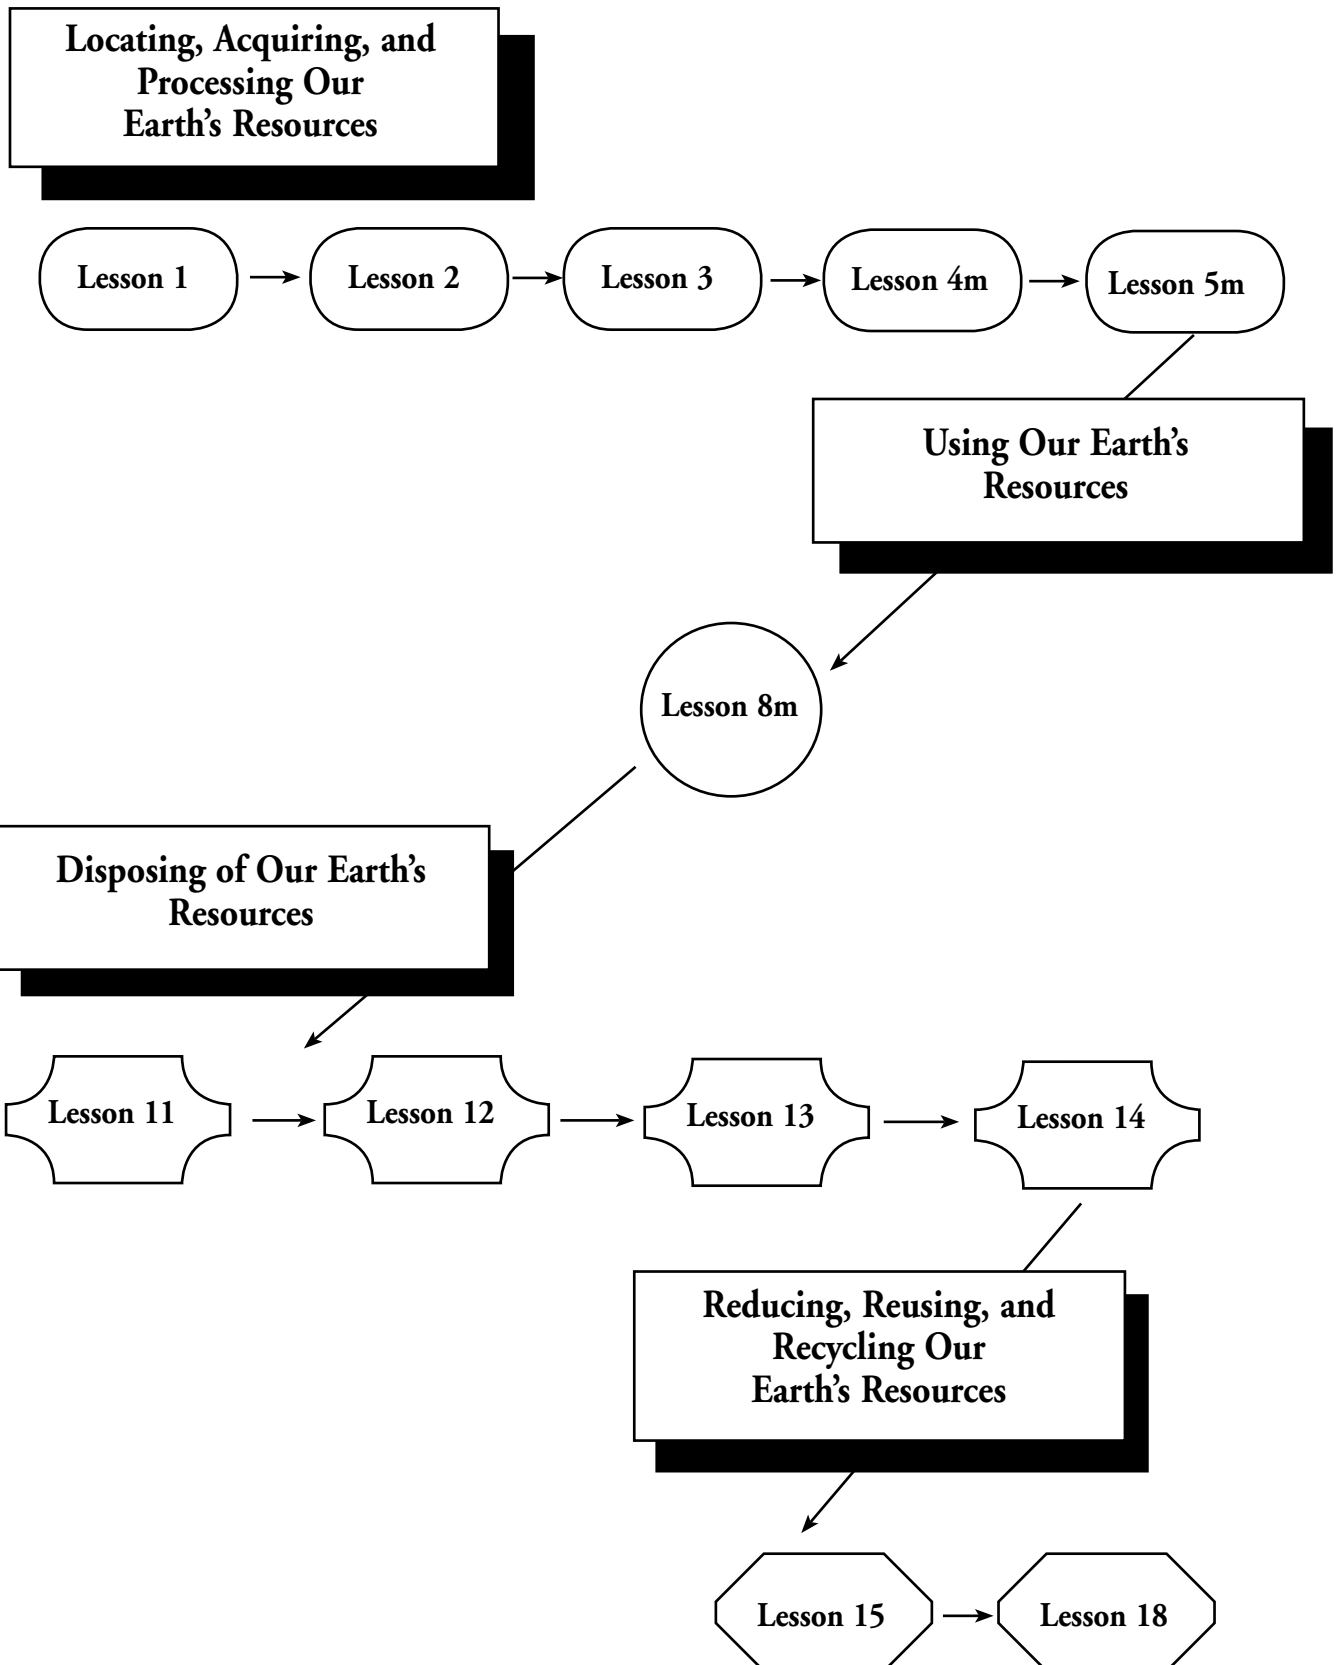 Locating, Acquiring, and
Processing Our
Earth’s Resources
Lesson 1
Lesson 2
Lesson 3
Lesson 4m
Lesson 5m
Using Our Earth’s
Resources
Lesson 8m
Disposing of Our Earth’s
Resources
Lesson 11
Lesson 12
Lesson 13
Lesson 14
Reducing, Reusing, and
Recycling Our
Earth’s Resources
Lesson 15
Lesson 18